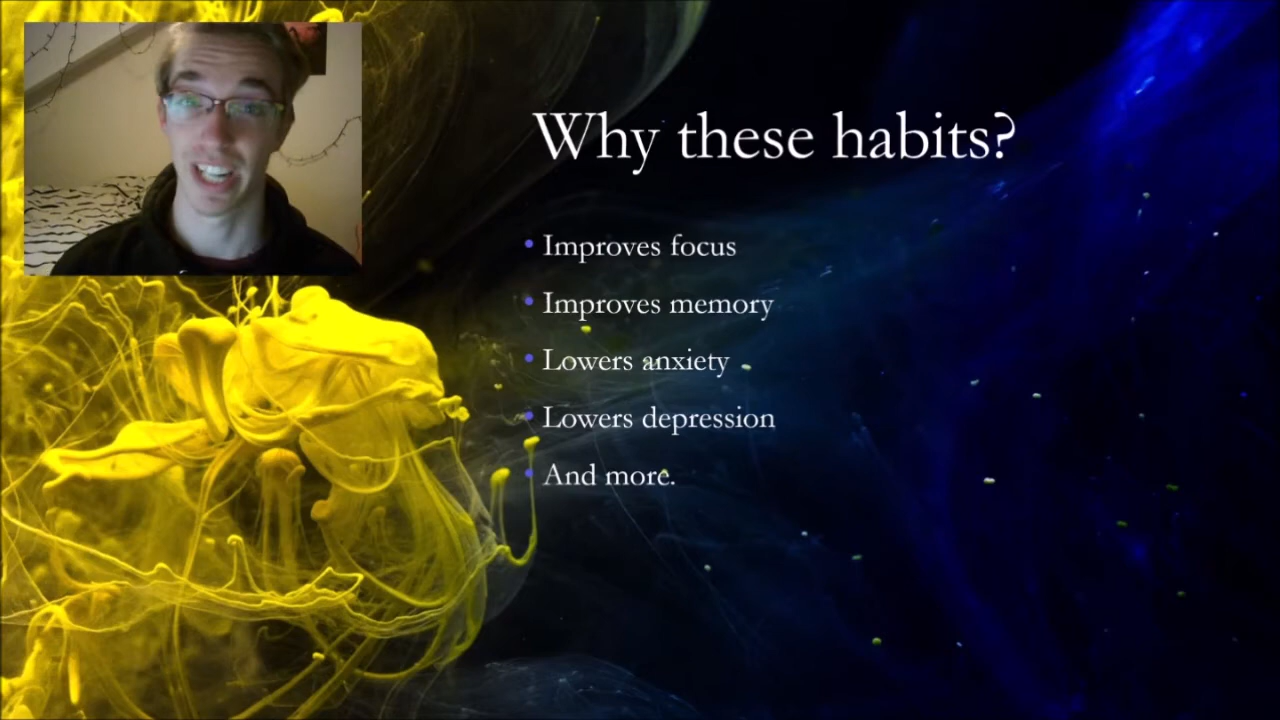 Why these habits?
• Improves focus
• Improves memory
• Lowers anxiety
• Lowers depression
• And more.